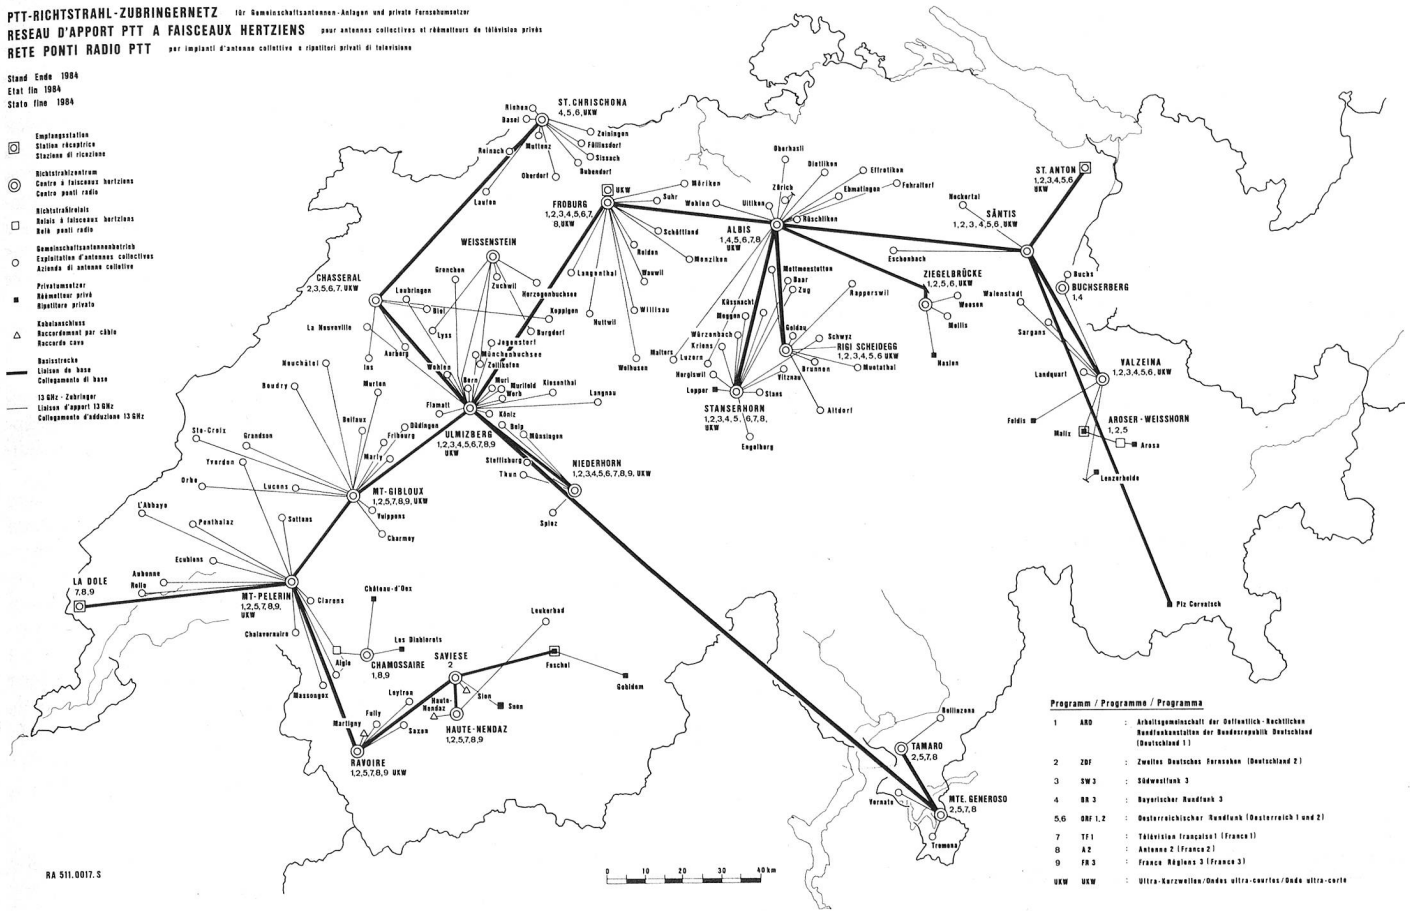 PTT-RICHTSTRAHL-ZUBRINGERNETZ für Gemeinschaftsantennen-Anlagen und private Fernsehumsetzer
RESEAU D'APPORT PTT A FAISCEAUX HERTZIENS pour antennes collectives et réémetteurs de télévision privés
RETE PONTI RADIO PTT per impianti d'antenne collettive e ripetitori privati di televisione
Stand Ende 1984
Etat fin 1984
Stato fine 1984
Empfangsstation
Station réceptrice
Stazione di ricezione
Richtstrahlzentrum
Centre à faisceaux hertziens
Centro ponti radio
Richtstrahlrelais
Relais à faisceaux hertziens
Relè ponti radio
Gemeinschaftsantennenbetrieb
Exploitation d'antennes collectives
Azienda di antenne colletive
Privatumsetzer
Réémetteur privé
Ripetitore privato
Kabelanschluss
Raccordement par câble
Raccordo cavo
Basisstrecke
Liaison de base
Collegamento di base
13 GHz - Zubringer
Liaison d'apport 13 GHz
Collegamento d'adduzione 13 GHz
ST. CHRISCHONA
4,5,6, UKW
Riehen
Basel
Reinach
Muttenz
Zeiningen
Füllinsdorf
Sissach
Bubendorf
Oberdorf
Laufen
UKW
FROBURG
1,2,3,4,5,6,7,
8,UKW
Möriken
Suhr
Schöftland
Menziken
Reiden
Wauwil
Willisau
Wolhusen
Huttwil
Langenthal
WEISSENSTEIN
Grenchen
Zuchwil
Herzogenbuchsee
Koppigen
Burgdorf
CHASSERAL
2,3,5,6, 7, UKW
Leubringen
Biel
Lyss
La Neuveville
Aarberg
Ins
Jegenstorf
Münchenbuchsee
Zollikofen
Wohlen
Bern
Muri
Murifeld
Worb
Kiesenthal
Langnau
Flamatt
Köniz
Belp
Münsingen
ULMIZBERG
1,2,3,4,5,6,7,8,9
UKW
Steffisburg
Thun
Spiez
NIEDERHORN
1,2,3,4,5,6,7,8,9, UKW
Oberhasli
Zürich
Dietlikon
Effretikon
Ebmatingen
Fehraltorf
Wohlen
Uitikon
Rüschlikon
ALBIS
1,4,5,6,7,8
UKW
Mettmenstetten
Baar
Zug
Rapperswil
Küssnacht
Meggen
Würzenbach
Kriens
Luzern
Malters
Hergiswil
Lopper
Stans
STANSERHORN
1,2,3,4, 5, ,6,7,8,
UKW
Engelberg
Goldau
Schwyz
RIGI SCHEIDEGG
1,2,3,4,5,6 UKW
Vitznau
Brunnen
Muotathal
Altdorf
Eschenbach
ZIEGELBRÜCKE
1,2,5,6, UKW
Weesen
Mollis
Haslen
ST. ANTON
1,2,3,4,5,6
UKW
Neckertal
SÄNTIS
1, 2, 3, 4,5,6, UKW
Buchs
BUCHSERBERG
1,4
Walenstadt
Sargans
Landquart
VALZEINA
1,2,3,4,5,6, UKW
Feldis
Malix
AROSER-WEISSHORN
1, 2, 5
Arosa
Lenzerheide
Piz Corvatsch
Neuchâtel
Boudry
Murten
Ste-Croix
Grandson
Yverdon
Orbe
Bellaux
Düdingen
Fribourg
Marly
Lucens
MT-GIBLOUX
1,2,5,7,8,9, UKW
Vuippens
Charmey
L'Abbaye
Penthalaz
Sottens
Ecublens
Aubonne
Rolle
LA DOLE
7,8,9
MT-PELERIN
1,2,5,7,8,9,
UKW
Clarens
Chalavornaire
Château-d'Oex
Les Diablerets
Aigle
CHAMOSSAIRE
1,8,9
Massongex
Leukerbad
SAVIESE
2
Feschel
Gebidem
Leytron
Fully
Martigny
Saxon
Haute-
Nendaz
Sion
Suen
HAUTE-NENDAZ
1,2,5,7,8,9
RAVOIRE
1,2,5,7,8,9 UKW
Bellinzona
TAMARO
2,5,7,8
Vernate
MTE. GENEROSO
2,5,7,8
Tremona
Programm / Programme / Programma
1 ARD : Arbeitsgemeinschaft der Oeffentlich-Rechtlichen
Rundfunkanstalten der Bundesrepublik Deutschland
(Deutschland 1)
2 ZDF : Zweites Deutsches Fernsehen (Deutschland 2)
3 SW 3 : Südwestfunk 3
4 BR 3 : Bayerischer Rundfunk 3
5,6 ORF 1, 2 : Oesterreichischer Rundfunk (Oesterreich 1 und 2)
7 TF1 : Télévision française 1 (France 1)
8 A 2 : Antenne 2 (France 2)
9 FR 3 : France Régions 3 (France 3)
UKW UKW : Ultra-Kurzwellen/Ondes ultra-courtes/Onde ultra-corte
0 10 20 30 40 km
RA 511.0017. S